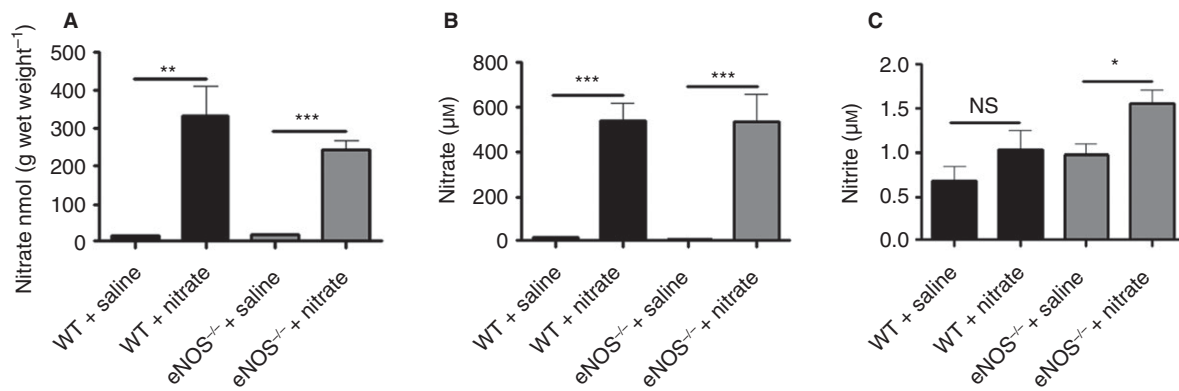 A
Nitrate nmol (g wet weight⁻¹)
500
400
300
200
100
0
**
***
WT + saline
WT + nitrate
eNOS⁻/⁻ + saline
eNOS⁻/⁻ + nitrate
B
Nitrate (µM)
800
600
400
200
0
***
***
WT + saline
WT + nitrate
eNOS⁻/⁻ + saline
eNOS⁻/⁻ + nitrate
C
Nitrite (µM)
2.0
1.5
1.0
0.5
0.0
NS
*
WT + saline
WT + nitrate
eNOS⁻/⁻ + saline
eNOS⁻/⁻ + nitrate